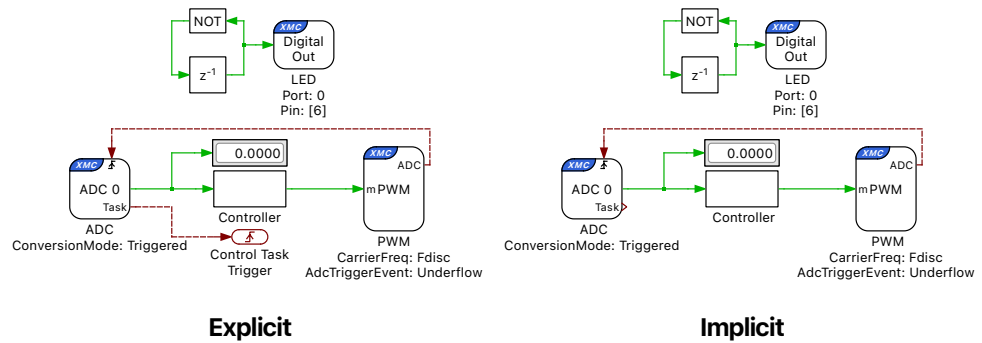 NOT
XMC
Digital
Out
z-1
LED
Port: 0
Pin: [6]
XMC
ADC 0
Task
ADC
ConversionMode: Triggered
0.0000
Controller
Control Task
Trigger
XMC
ADC
m PWM
PWM
CarrierFreq: Fdisc
AdcTriggerEvent: Underflow
Explicit
NOT
XMC
Digital
Out
z-1
LED
Port: 0
Pin: [6]
XMC
ADC 0
Task
ADC
ConversionMode: Triggered
0.0000
Controller
XMC
ADC
m PWM
PWM
CarrierFreq: Fdisc
AdcTriggerEvent: Underflow
Implicit